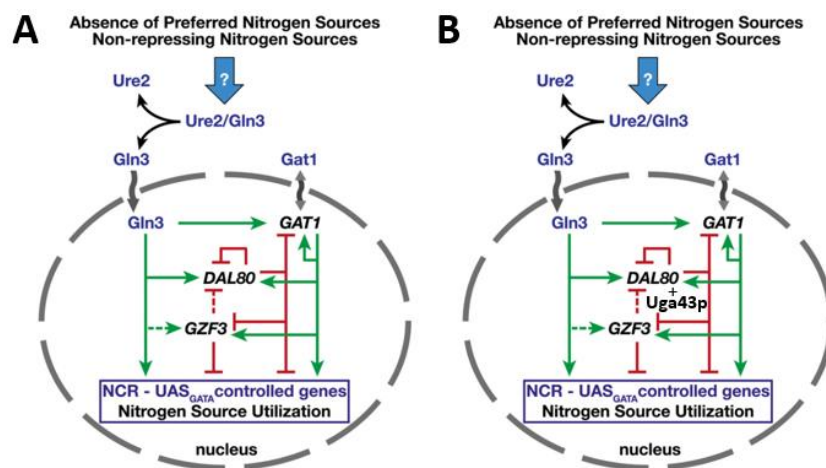 A
Absence of Preferred Nitrogen Sources
Non-repressing Nitrogen Sources
?
Ure2
Ure2/Gln3
Gln3
Gat1
Gln3
GAT1
DAL80
GZF3
NCR - UASGATA controlled genes
Nitrogen Source Utilization
nucleus
B
Absence of Preferred Nitrogen Sources
Non-repressing Nitrogen Sources
?
Ure2
Ure2/Gln3
Gln3
Gat1
Gln3
GAT1
DAL80
+
Uga43p
GZF3
NCR - UASGATA controlled genes
Nitrogen Source Utilization
nucleus